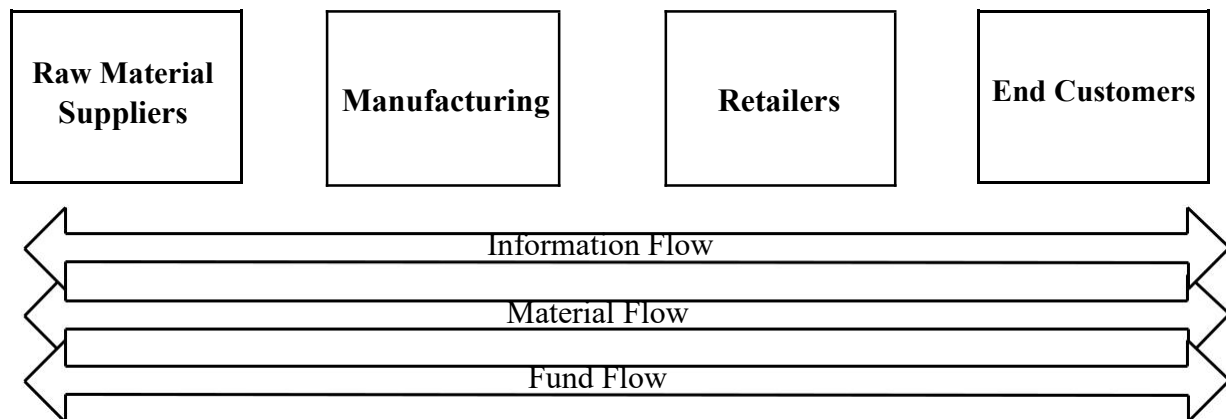 Raw Material
Suppliers
Manufacturing
Retailers
End Customers
Information Flow
Material Flow
Fund Flow